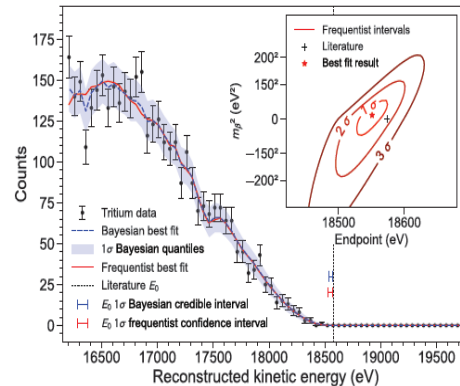 175
150
125
100
75
50
25
0
Counts
16500 17000 17500 18000 18500 19000 19500
Reconstructed kinetic energy (eV)
Tritium data
Bayesian best fit
1σ Bayesian quantiles
Frequentist best fit
Literature E₀
E₀ 1σ Bayesian credible interval
E₀ 1σ frequentist confidence interval
Frequentist intervals
Literature
Best fit result
200²
150²
0
−150²
−200²
mᵦ² (eV²)
1σ
2σ
3σ
18500 18600
Endpoint (eV)